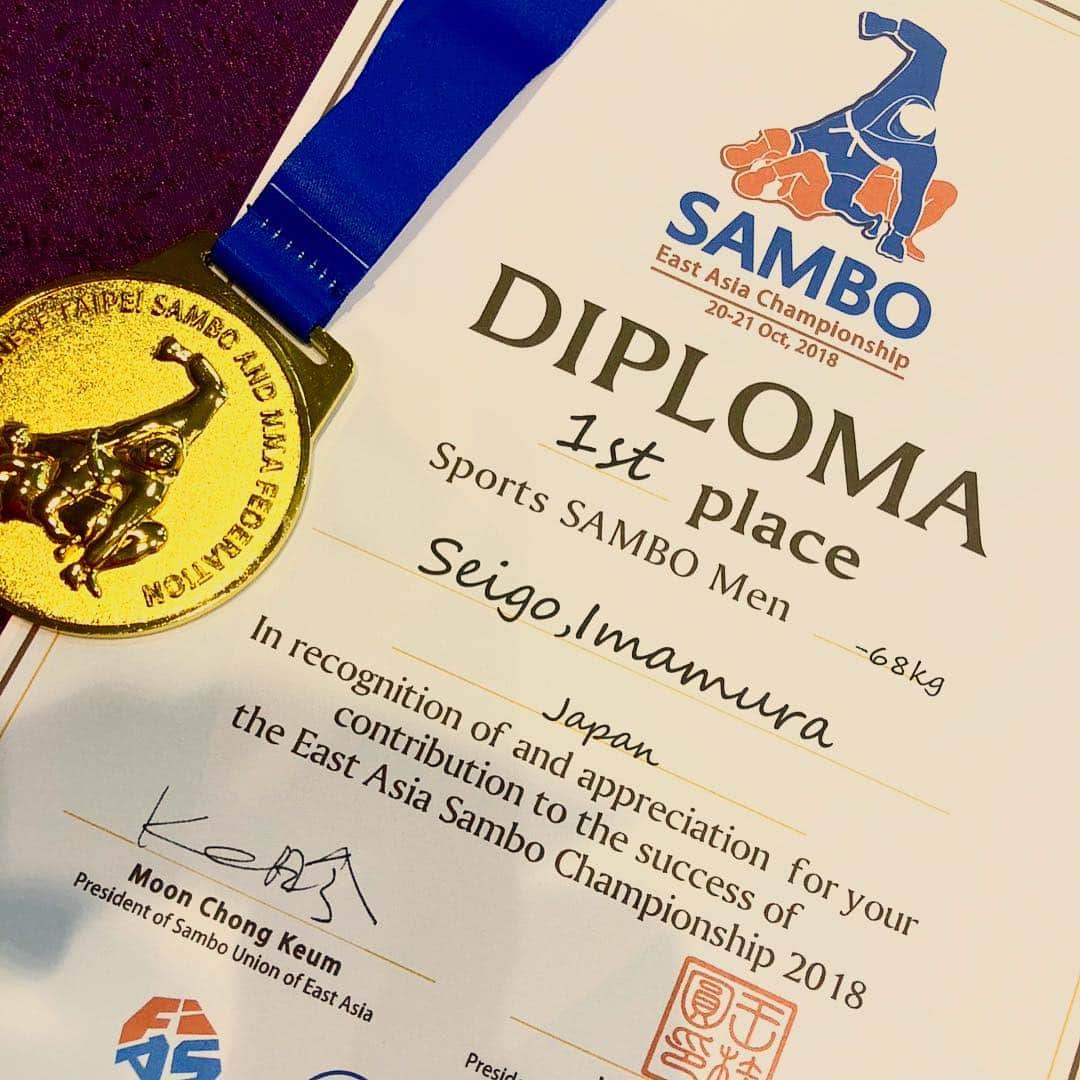 SAMBO
East Asia Championship
20-21 Oct, 2018
DIPLOMA
1st place
Sports SAMBO Men -68kg
Seigo,Imamura
Japan
In recognition of and appreciation for your
contribution to the success of
the East Asia Sambo Championship 2018
Moon Chong Keum
President of Sambo Union of East Asia
FIAS
TAIPEI SAMBO AND MMA FEDERATION